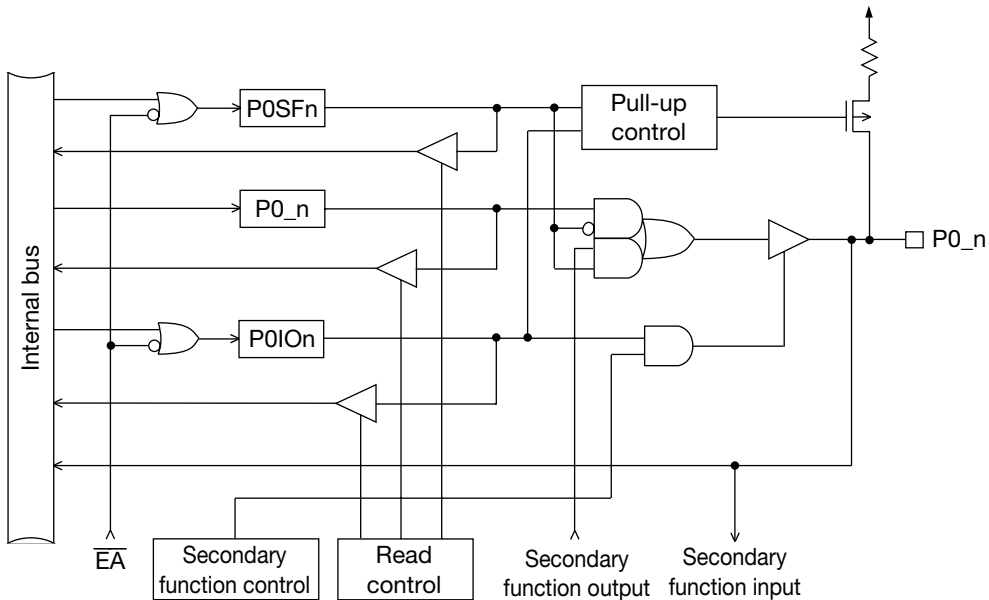 P0SFn
Pull-up
control
P0_n
P0_n
Internal bus
P0IOn
EA
Secondary
function control
Read
control
Secondary
function output
Secondary
function input